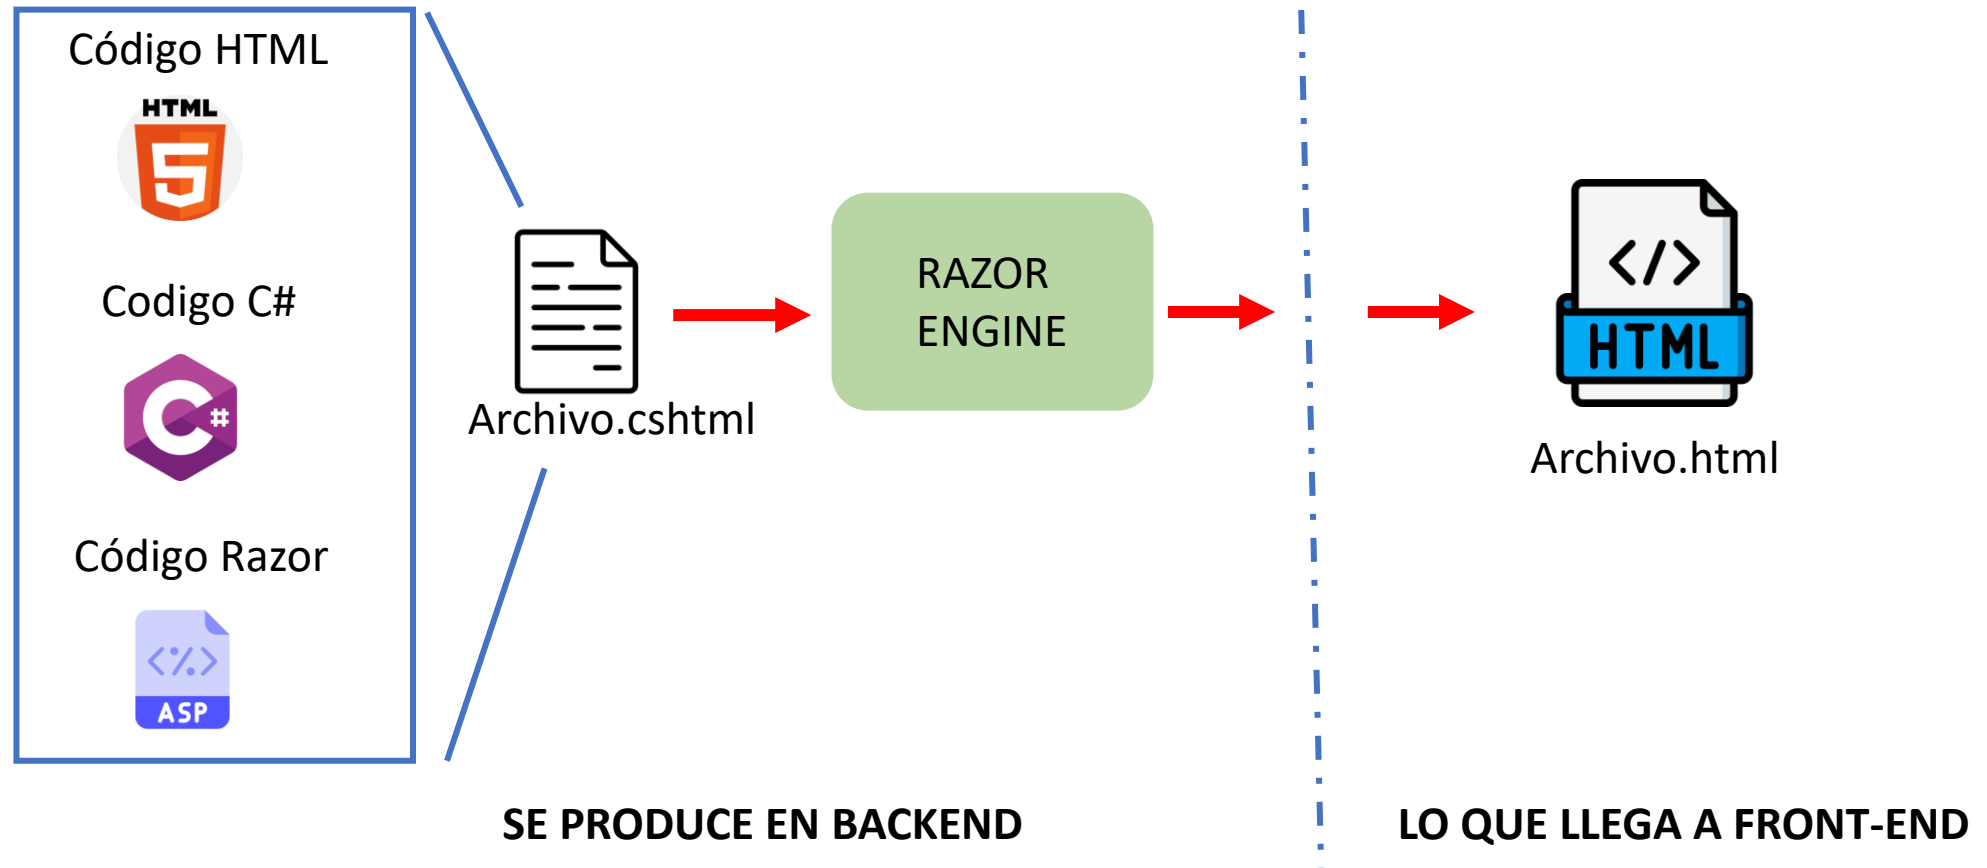 Código HTML
HTML
5
Codigo C#
C#
Código Razor
<%>
ASP
Archivo.cshtml
RAZOR
ENGINE
</>
HTML
Archivo.html
SE PRODUCE EN BACKEND
LO QUE LLEGA A FRONT-END